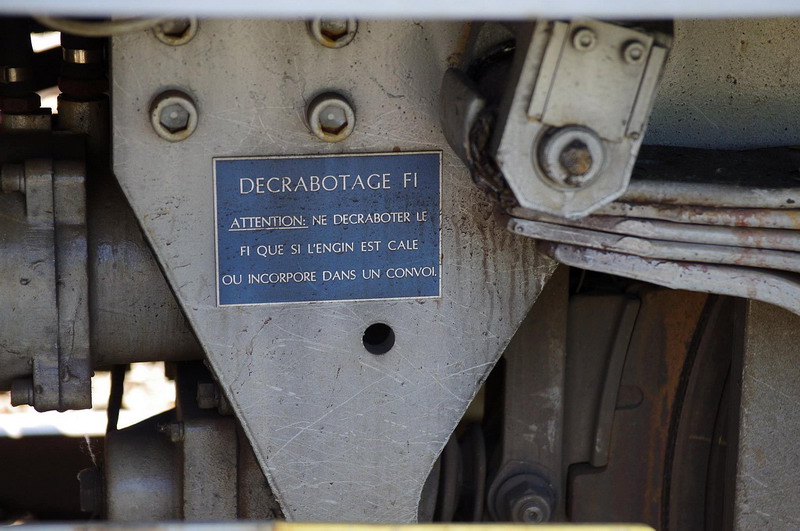 DECRABOTAGE FI
ATTENTION: NE DECRABOTER LE
FI QUE SI L'ENGIN EST CALE
OU INCORPORE DANS UN CONVOI.